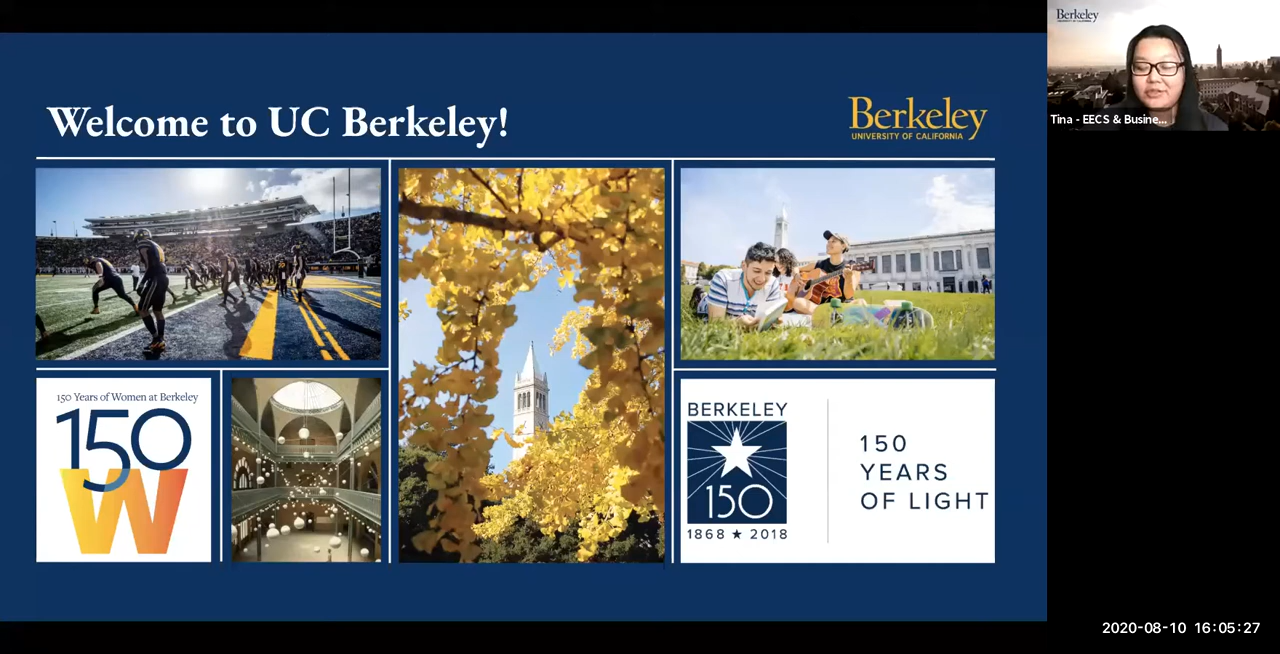 Welcome to UC Berkeley!
Berkeley
UNIVERSITY OF CALIFORNIA
150 Years of Women at Berkeley
150
W
BERKELEY
150
1868 ★ 2018
150
YEARS
OF LIGHT
Berkeley
Tina - EECS & Busine...
2020-08-10 16:05:27